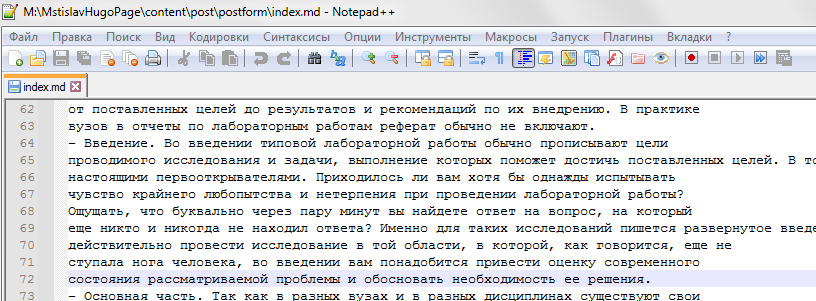 M:\MstislavHugoPage\content\post\postform\index.md - Notepad++
Файл Правка Поиск Вид Кодировки Синтаксисы Опции Инструменты Макросы Запуск Плагины Вкладки ?
index.md
62 от поставленных целей до результатов и рекомендаций по их внедрению. В практике
63 вузов в отчеты по лабораторным работам реферат обычно не включают.
64 - Введение. Во введении типовой лабораторной работы обычно прописывают цели
65 проводимого исследования и задачи, выполнение которых поможет достичь поставленных целей. В то
66 настоящими первооткрывателями. Приходилось ли вам хотя бы однажды испытывать
67 чувство крайнего любопытства и нетерпения при проведении лабораторной работы?
68 Ощущать, что буквально через пару минут вы найдете ответ на вопрос, на который
69 еще никто и никогда не находил ответа? Именно для таких исследований пишется развернутое введе
70 действительно провести исследование в той области, в которой, как говорится, еще не
71 ступала нога человека, во введении вам понадобится привести оценку современного
72 состояния рассматриваемой проблемы и обосновать необходимость ее решения.
73 - Основная часть. Так как в разных вузах и в разных дисциплинах существуют свои